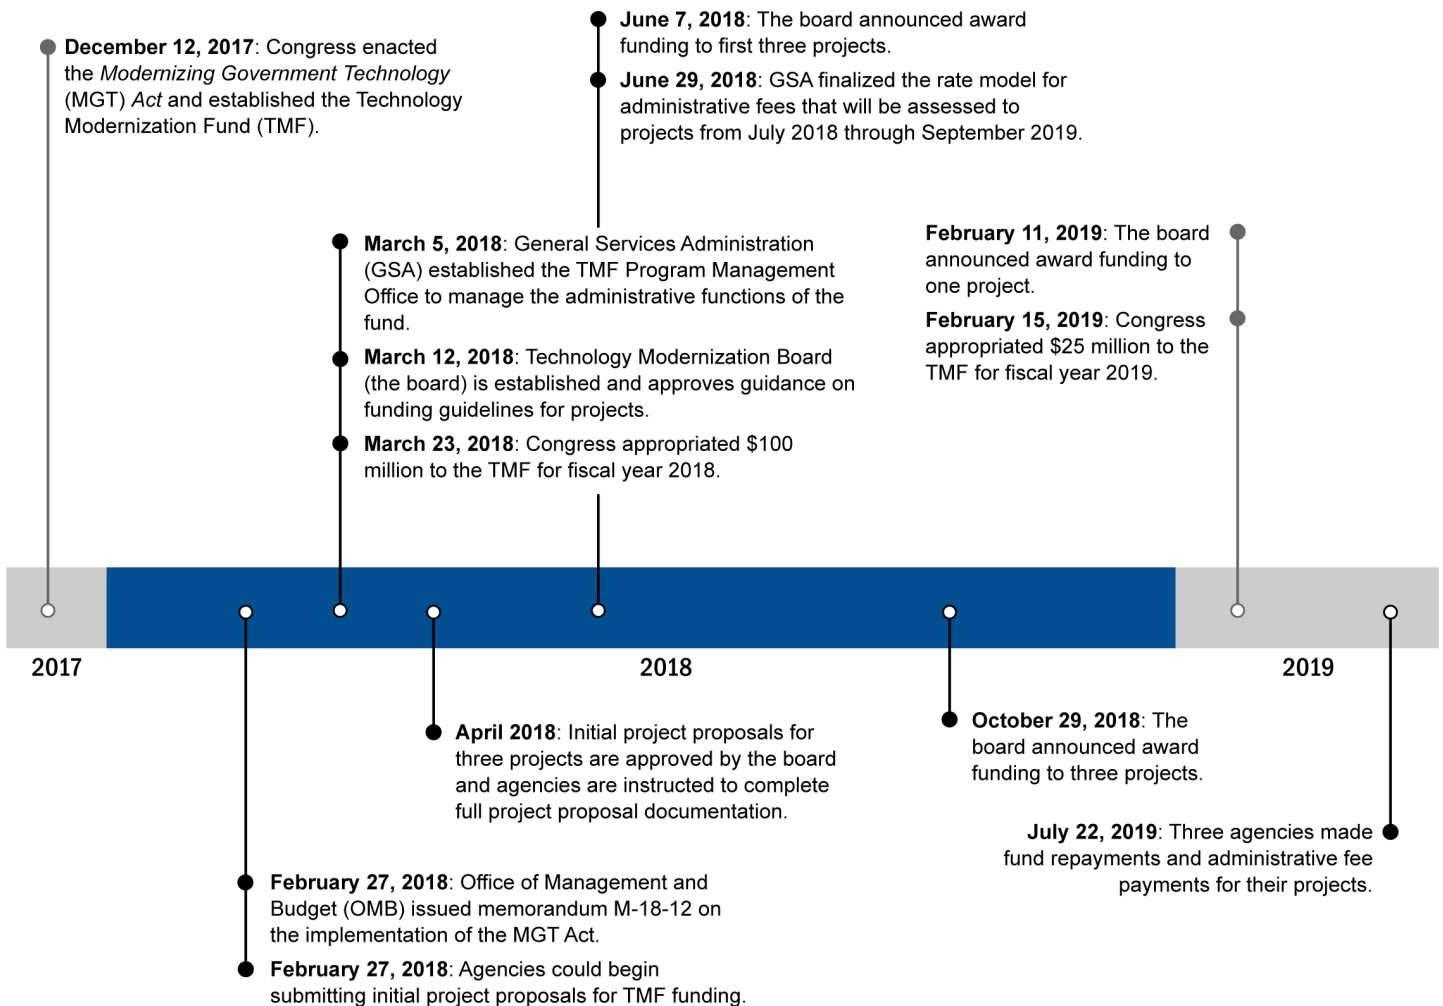 December 12, 2017: Congress enacted
the Modernizing Government Technology
(MGT) Act and established the Technology
Modernization Fund (TMF).
June 7, 2018: The board announced award
funding to first three projects.
June 29, 2018: GSA finalized the rate model for
administrative fees that will be assessed to
projects from July 2018 through September 2019.
March 5, 2018: General Services Administration
(GSA) established the TMF Program Management
Office to manage the administrative functions of the
fund.
March 12, 2018: Technology Modernization Board
(the board) is established and approves guidance on
funding guidelines for projects.
March 23, 2018: Congress appropriated $100
million to the TMF for fiscal year 2018.
February 11, 2019: The board
announced award funding to
one project.
February 15, 2019: Congress
appropriated $25 million to the
TMF for fiscal year 2019.
2017
2018
2019
April 2018: Initial project proposals for
three projects are approved by the board
and agencies are instructed to complete
full project proposal documentation.
October 29, 2018: The
board announced award
funding to three projects.
July 22, 2019: Three agencies made
fund repayments and administrative fee
payments for their projects.
February 27, 2018: Office of Management and
Budget (OMB) issued memorandum M-18-12 on
the implementation of the MGT Act.
February 27, 2018: Agencies could begin
submitting initial project proposals for TMF funding.